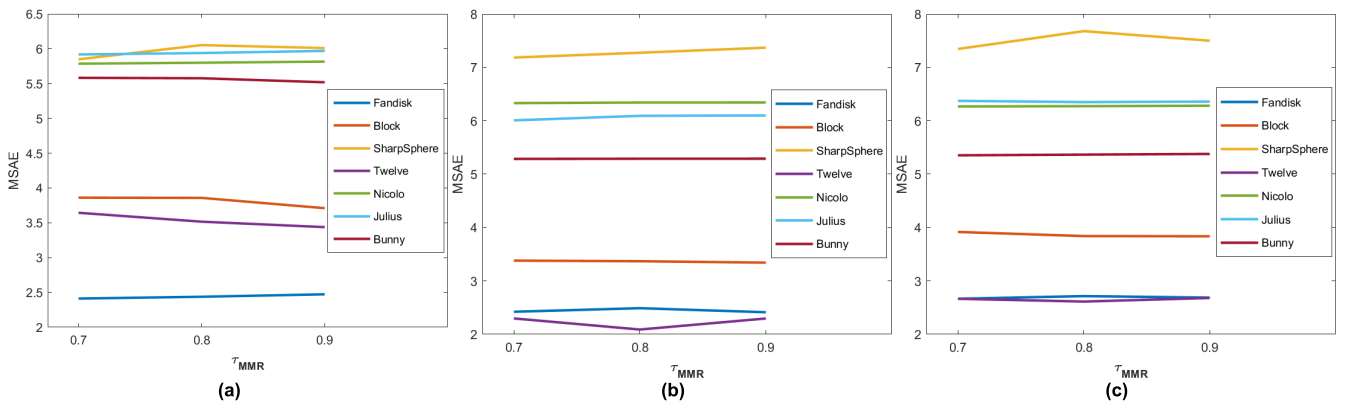 6.5
6
5.5
5
4.5
4
3.5
3
2.5
2
MSAE
0.7 0.8 0.9
τMMR
Fandisk
Block
SharpSphere
Twelve
Nicolo
Julius
Bunny
(a)
8
7
6
5
4
3
2
MSAE
0.7 0.8 0.9
τMMR
Fandisk
Block
SharpSphere
Twelve
Nicolo
Julius
Bunny
(b)
8
7
6
5
4
3
2
MSAE
0.7 0.8 0.9
τMMR
Fandisk
Block
SharpSphere
Twelve
Nicolo
Julius
Bunny
(c)